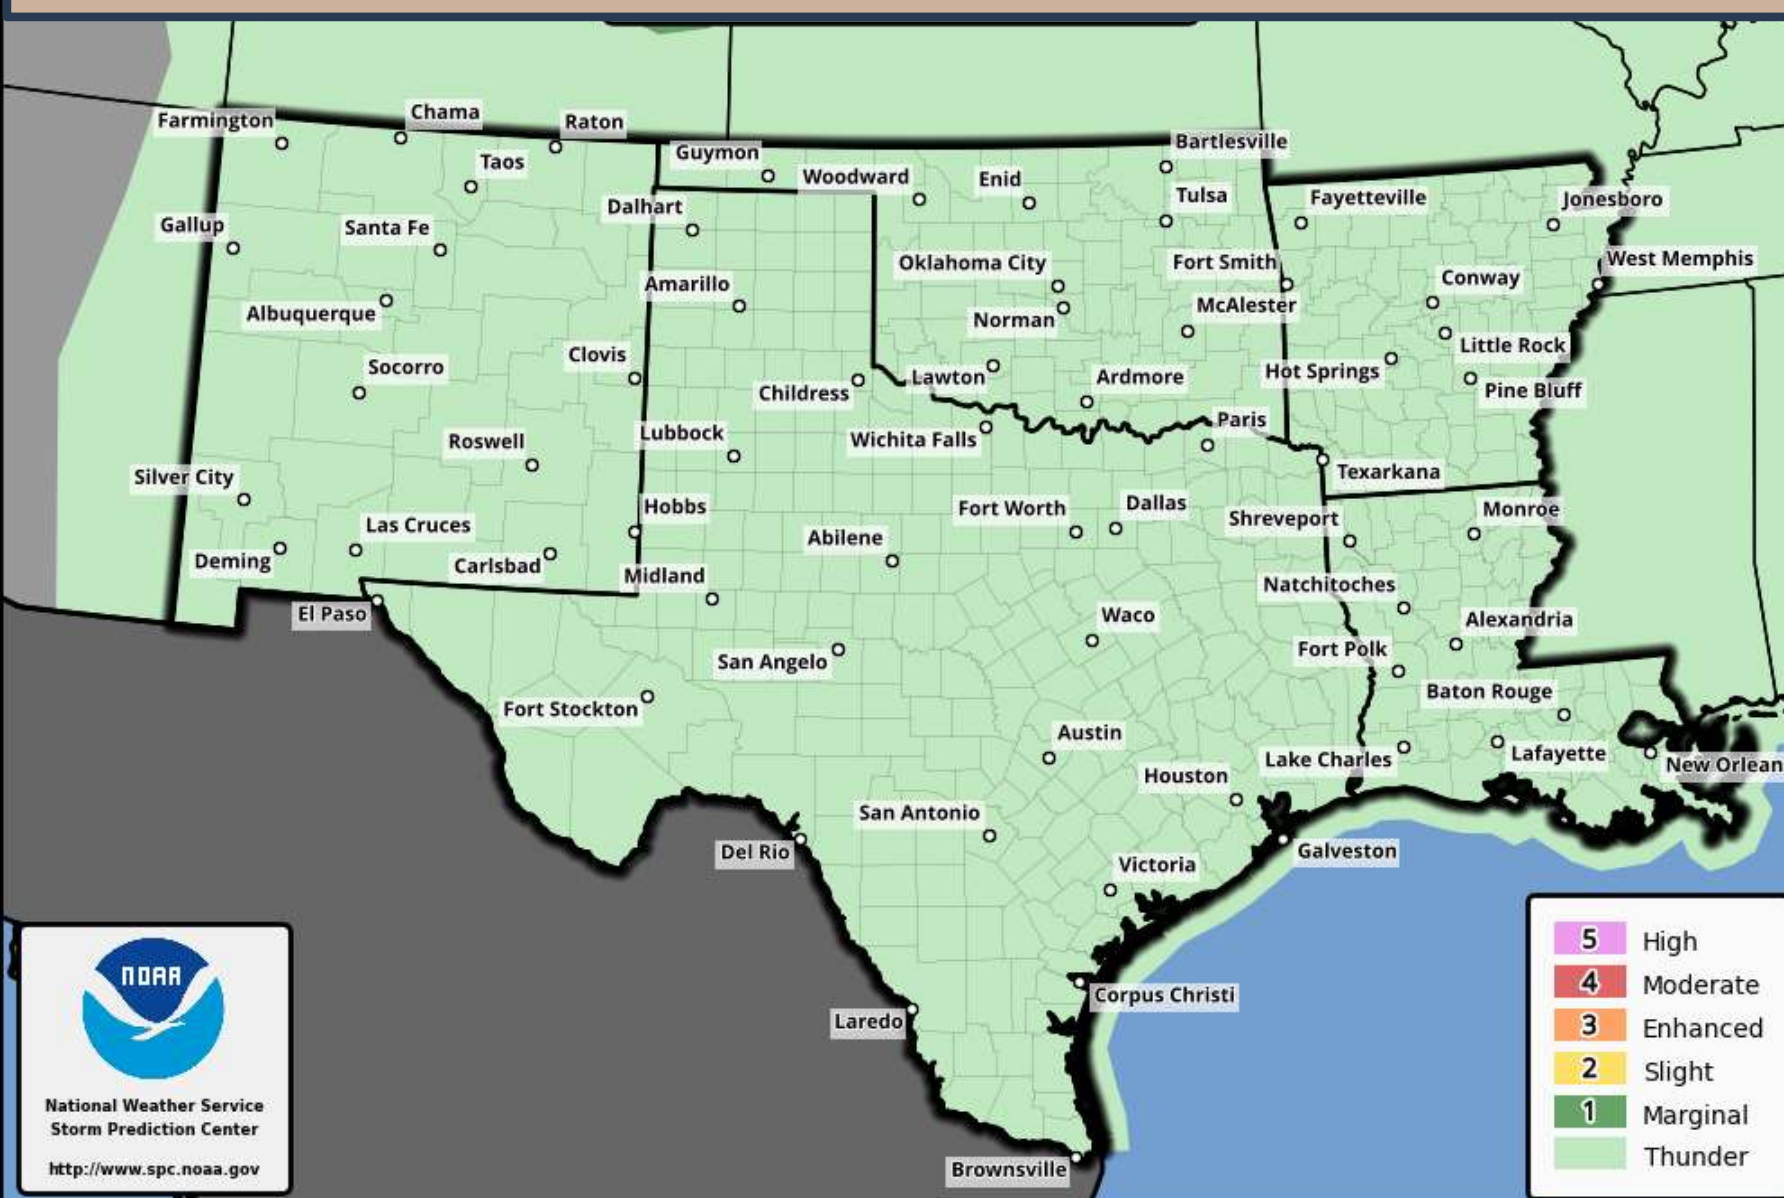 Chama
Farmington
Raton
Taos
Guymon
Bartlesville
Woodward
Enid
Tulsa
Fayetteville
Jonesboro
Dalhart
Gallup
Santa Fe
West Memphis
Oklahoma City
Fort Smith
Conway
Amarillo
Albuquerque
McAlester
Norman
Little Rock
Clovis
Socorro
Hot Springs
Lawton
Ardmore
Childress
Pine Bluff
Paris
Lubbock
Roswell
Wichita Falls
Silver City
Texarkana
Hobbs
Fort Worth
Dallas
Monroe
Shreveport
Las Cruces
Abilene
Deming
Carlsbad
Midland
Natchitoches
El Paso
Waco
Alexandria
Fort Polk
San Angelo
Baton Rouge
Fort Stockton
Austin
Lafayette
Lake Charles
New Orlean
Houston
San Antonio
Del Rio
Galveston
Victoria
Corpus Christi
Laredo
Brownsville
NOAA
National Weather Service
Storm Prediction Center
http://www.spc.noaa.gov
5 High
4 Moderate
3 Enhanced
2 Slight
1 Marginal
Thunder